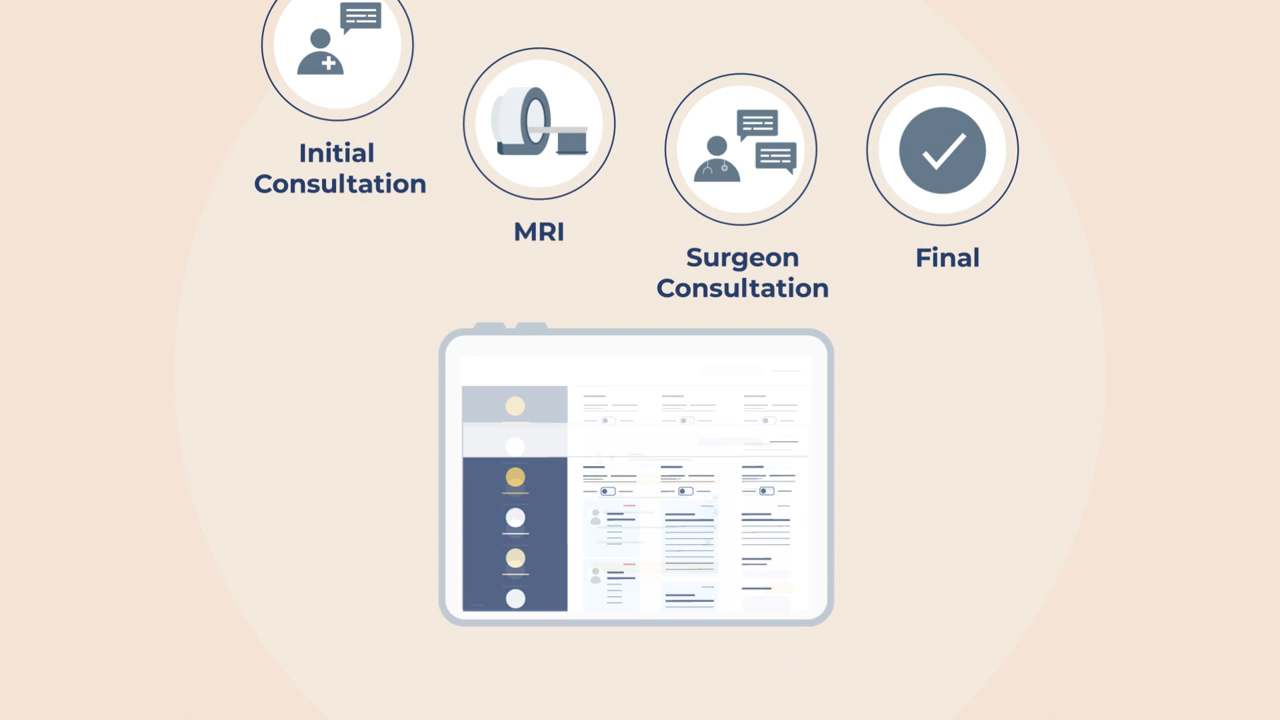 Initial
Consultation
MRI
Surgeon
Consultation
Final